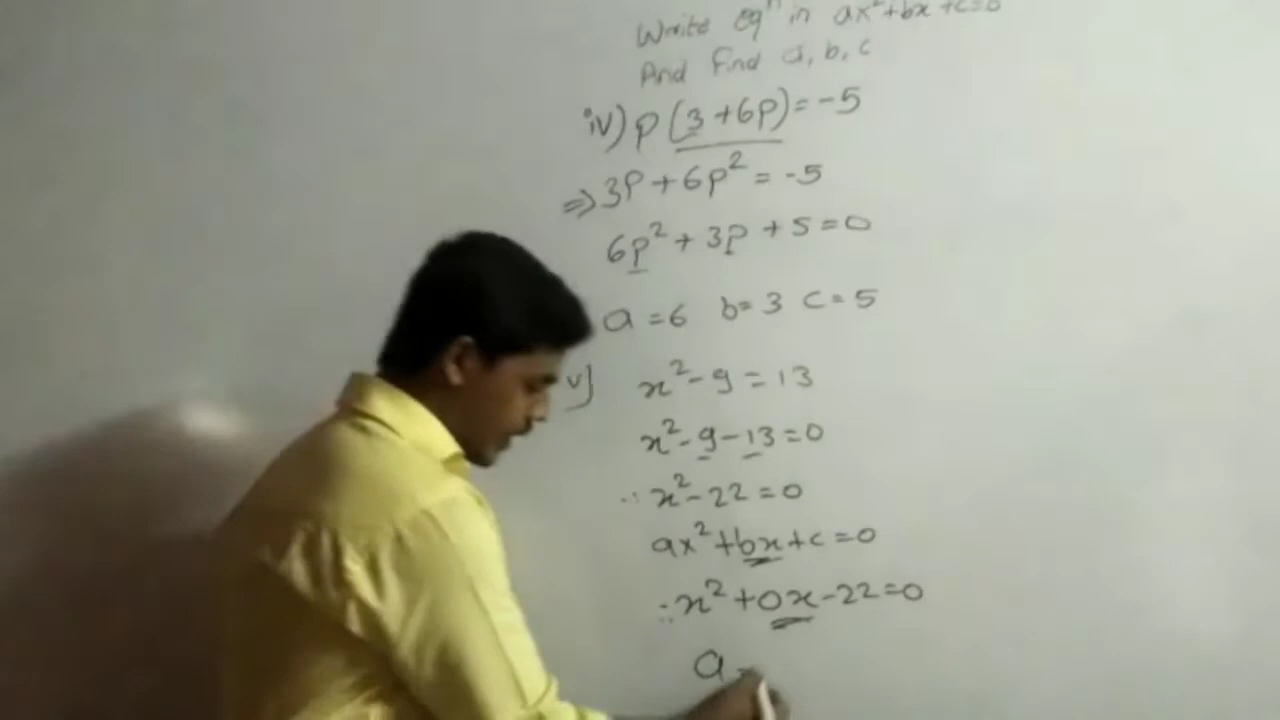 Write eqⁿ in ax²+bx+c=0
And Find a, b, c
iv) p(3+6p)=-5
⇒3p+6p²=-5
6p²+3p+5=0
a=6 b=3 c=5
v] x²-9=13
x²-9-13=0
∴x²-22=0
ax²+bx+c=0
∴x²+0x-22=0
a-